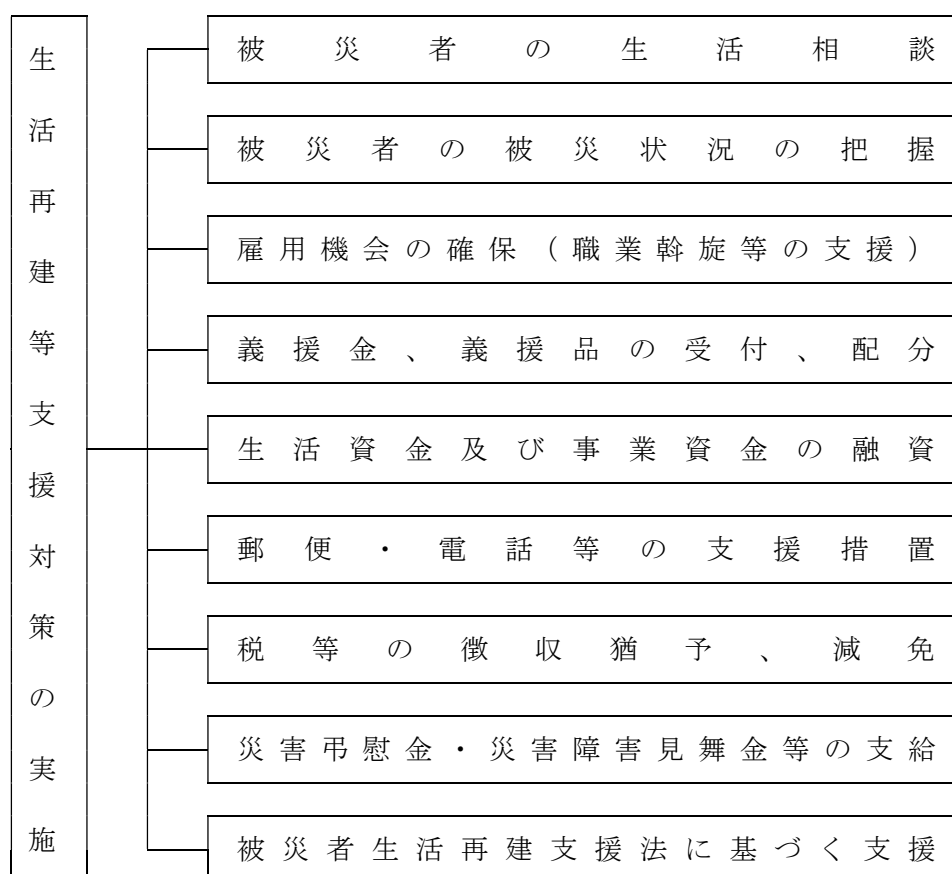 生活再建等支援対策の実施
被災者の生活相談
被災者の被災状況の把握
雇用機会の確保（職業斡旋等の支援）
義援金、義援品の受付、配分
生活資金及び事業資金の融資
郵便・電話等の支援措置
税等の徴収猶予、減免
災害弔慰金・災害障害見舞金等の支給
被災者生活再建支援法に基づく支援